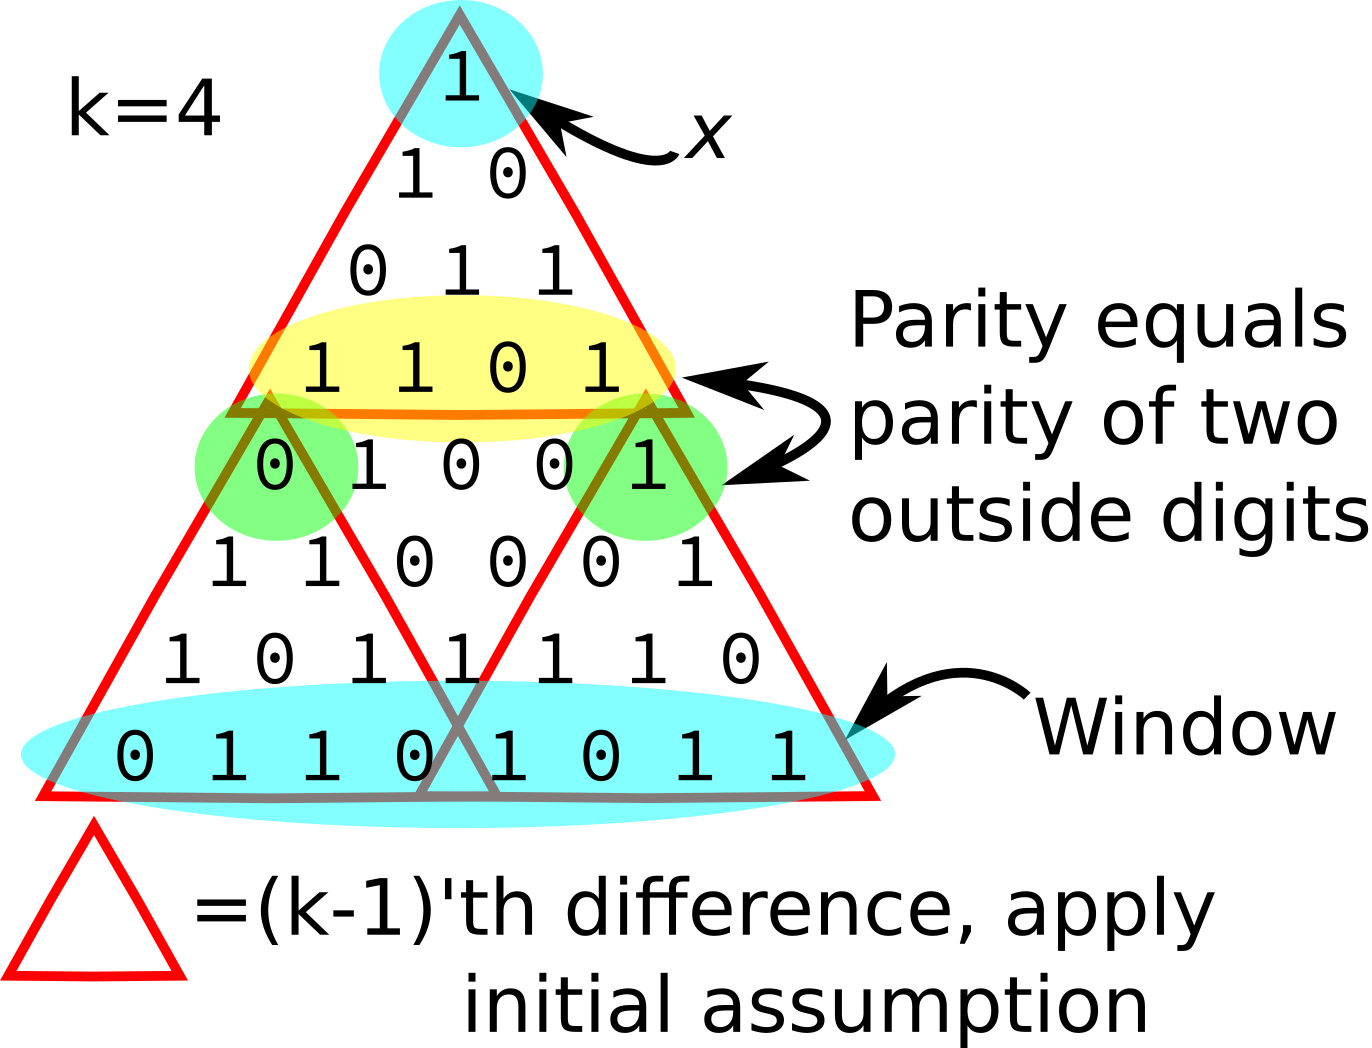 k=4
1
x
1 0
0 1 1
1 1 0 1
Parity equals
parity of two
outside digits
0 1 0 0 1
1 1 0 0 0 1
1 0 1 1 1 1 0
0 1 1 0 1 0 1 1
Window
=(k-1)'th difference, apply
initial assumption